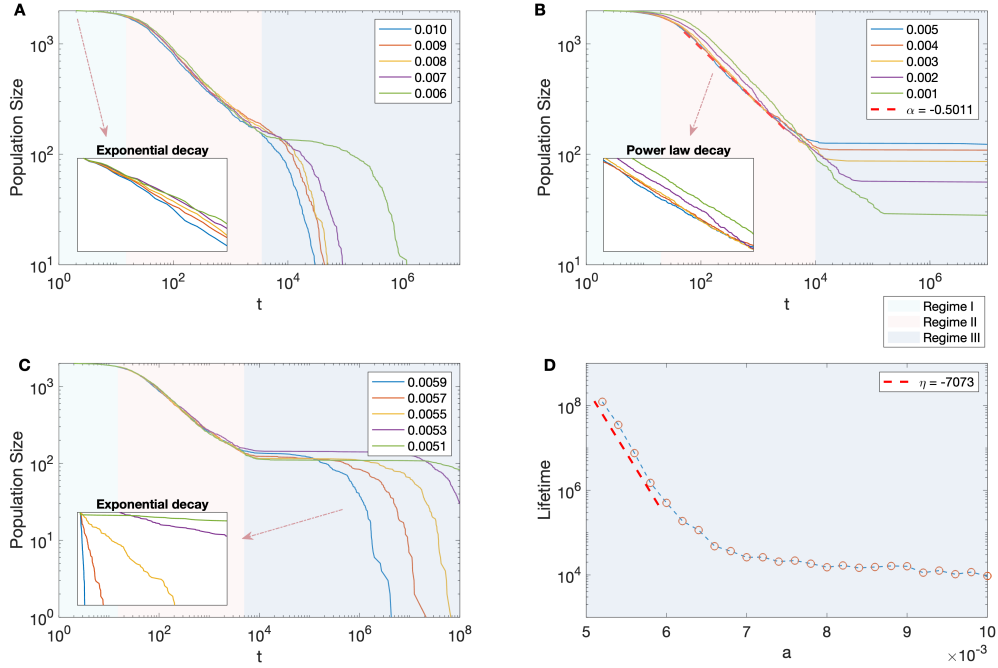 A
Population Size
10^3
10^2
10^1
10^0
10^2
10^4
10^6
t
0.010
0.009
0.008
0.007
0.006
Exponential decay
B
Population Size
10^3
10^2
10^1
10^0
10^2
10^4
10^6
t
0.005
0.004
0.003
0.002
0.001
α = -0.5011
Power law decay
Regime I
Regime II
Regime III
C
Population Size
10^3
10^2
10^1
10^0
10^0
10^2
10^4
10^6
10^8
t
0.0059
0.0057
0.0055
0.0053
0.0051
Exponential decay
D
Lifetime
10^8
10^6
10^4
5
6
7
8
9
10
a
×10^-3
η = -7073